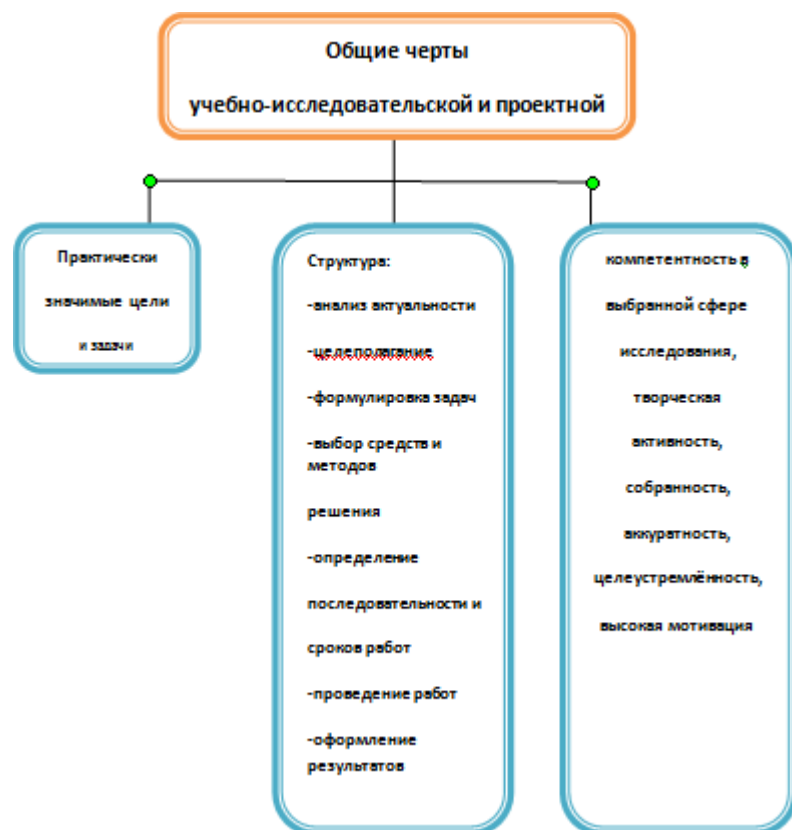 Общие черты
учебно-исследовательской и проектной
Практически
значимые цели
и задачи
Структура:
-анализ актуальности
-целеполагание
-формулировка задач
-выбор средств и
методов
решения
-определение
последовательности и
сроков работ
-проведение работ
-оформление
результатов
компетентность в
выбранной сфере
исследования,
творческая
активность,
собранность,
аккуратность,
целеустремлённость,
высокая мотивация